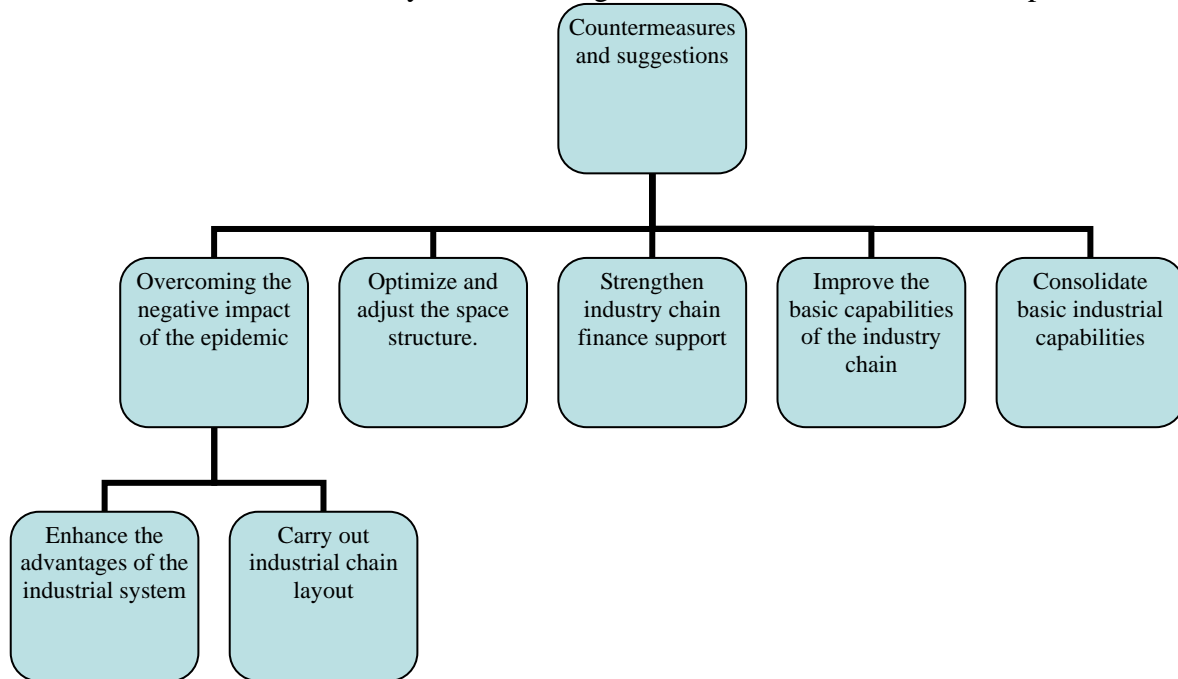 Countermeasures
and suggestions
Overcoming the
negative impact
of the epidemic
Optimize and
adjust the space
structure.
Strengthen
industry chain
finance support
Improve the
basic capabilities
of the industry
chain
Consolidate
basic industrial
capabilities
Enhance the
advantages of the
industrial system
Carry out
industrial chain
layout